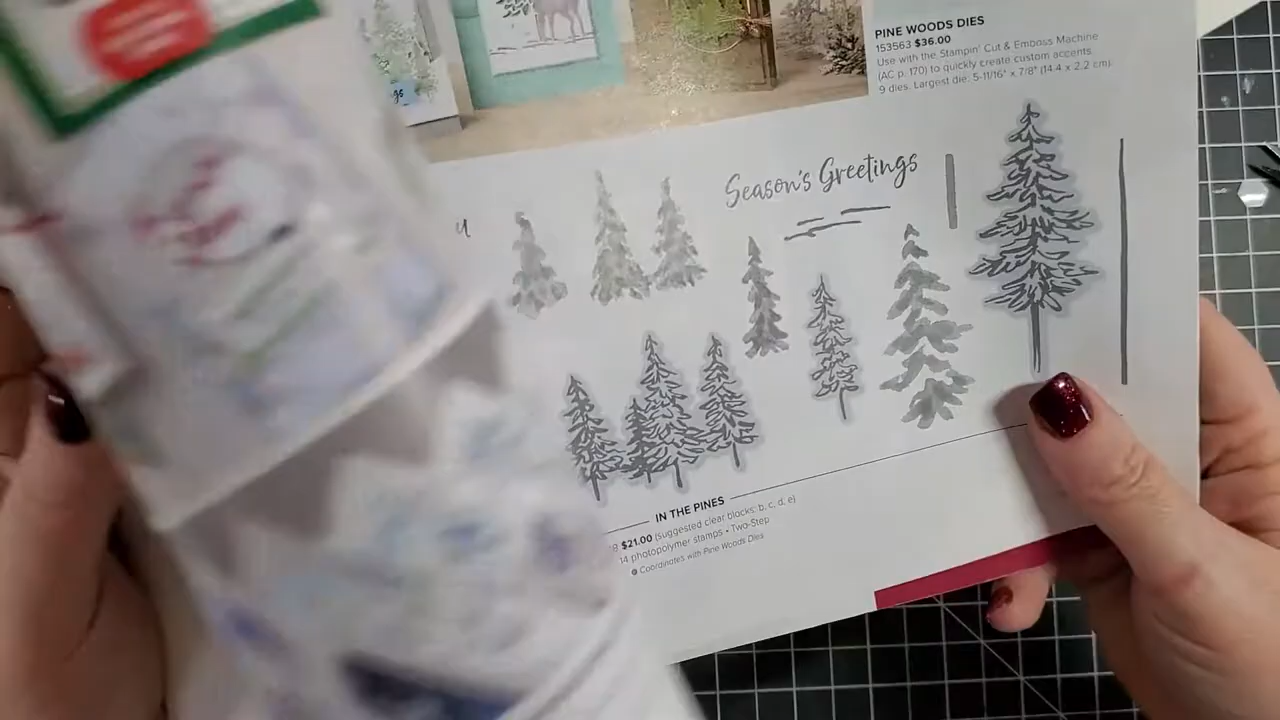 PINE WOODS DIES
153563 $36.00
Use with the Stampin' Cut & Emboss Machine
(AC p. 170) to quickly create custom accents.
9 dies. Largest die: 5-11/16" x 7/8" (14.4 x 2.2 cm).
Season's Greetings
IN THE PINES
$21.00 (suggested clear blocks: b, c, d, e)
14 photopolymer stamps • Two-Step
Coordinates with Pine Woods Dies